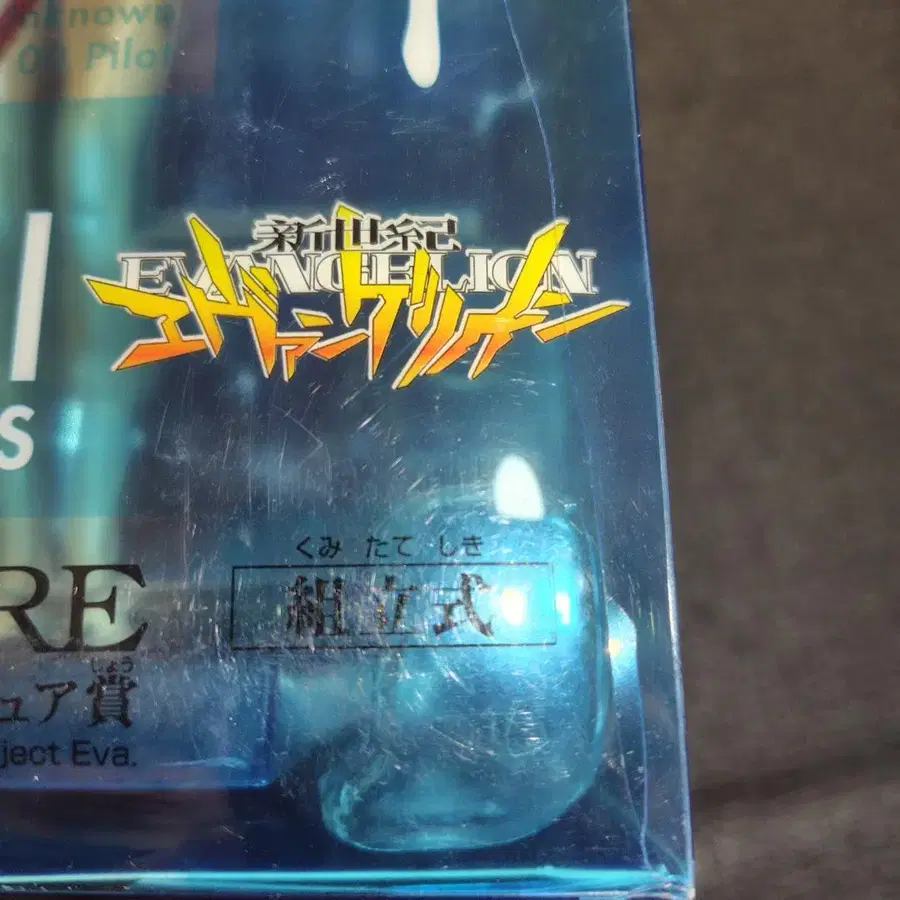 nknown
Pilot
新世紀
EVANGELION
エヴァンゲリオン
S
くみ たて しき
組立式
RE
しょう
ュア賞
ject Eva.